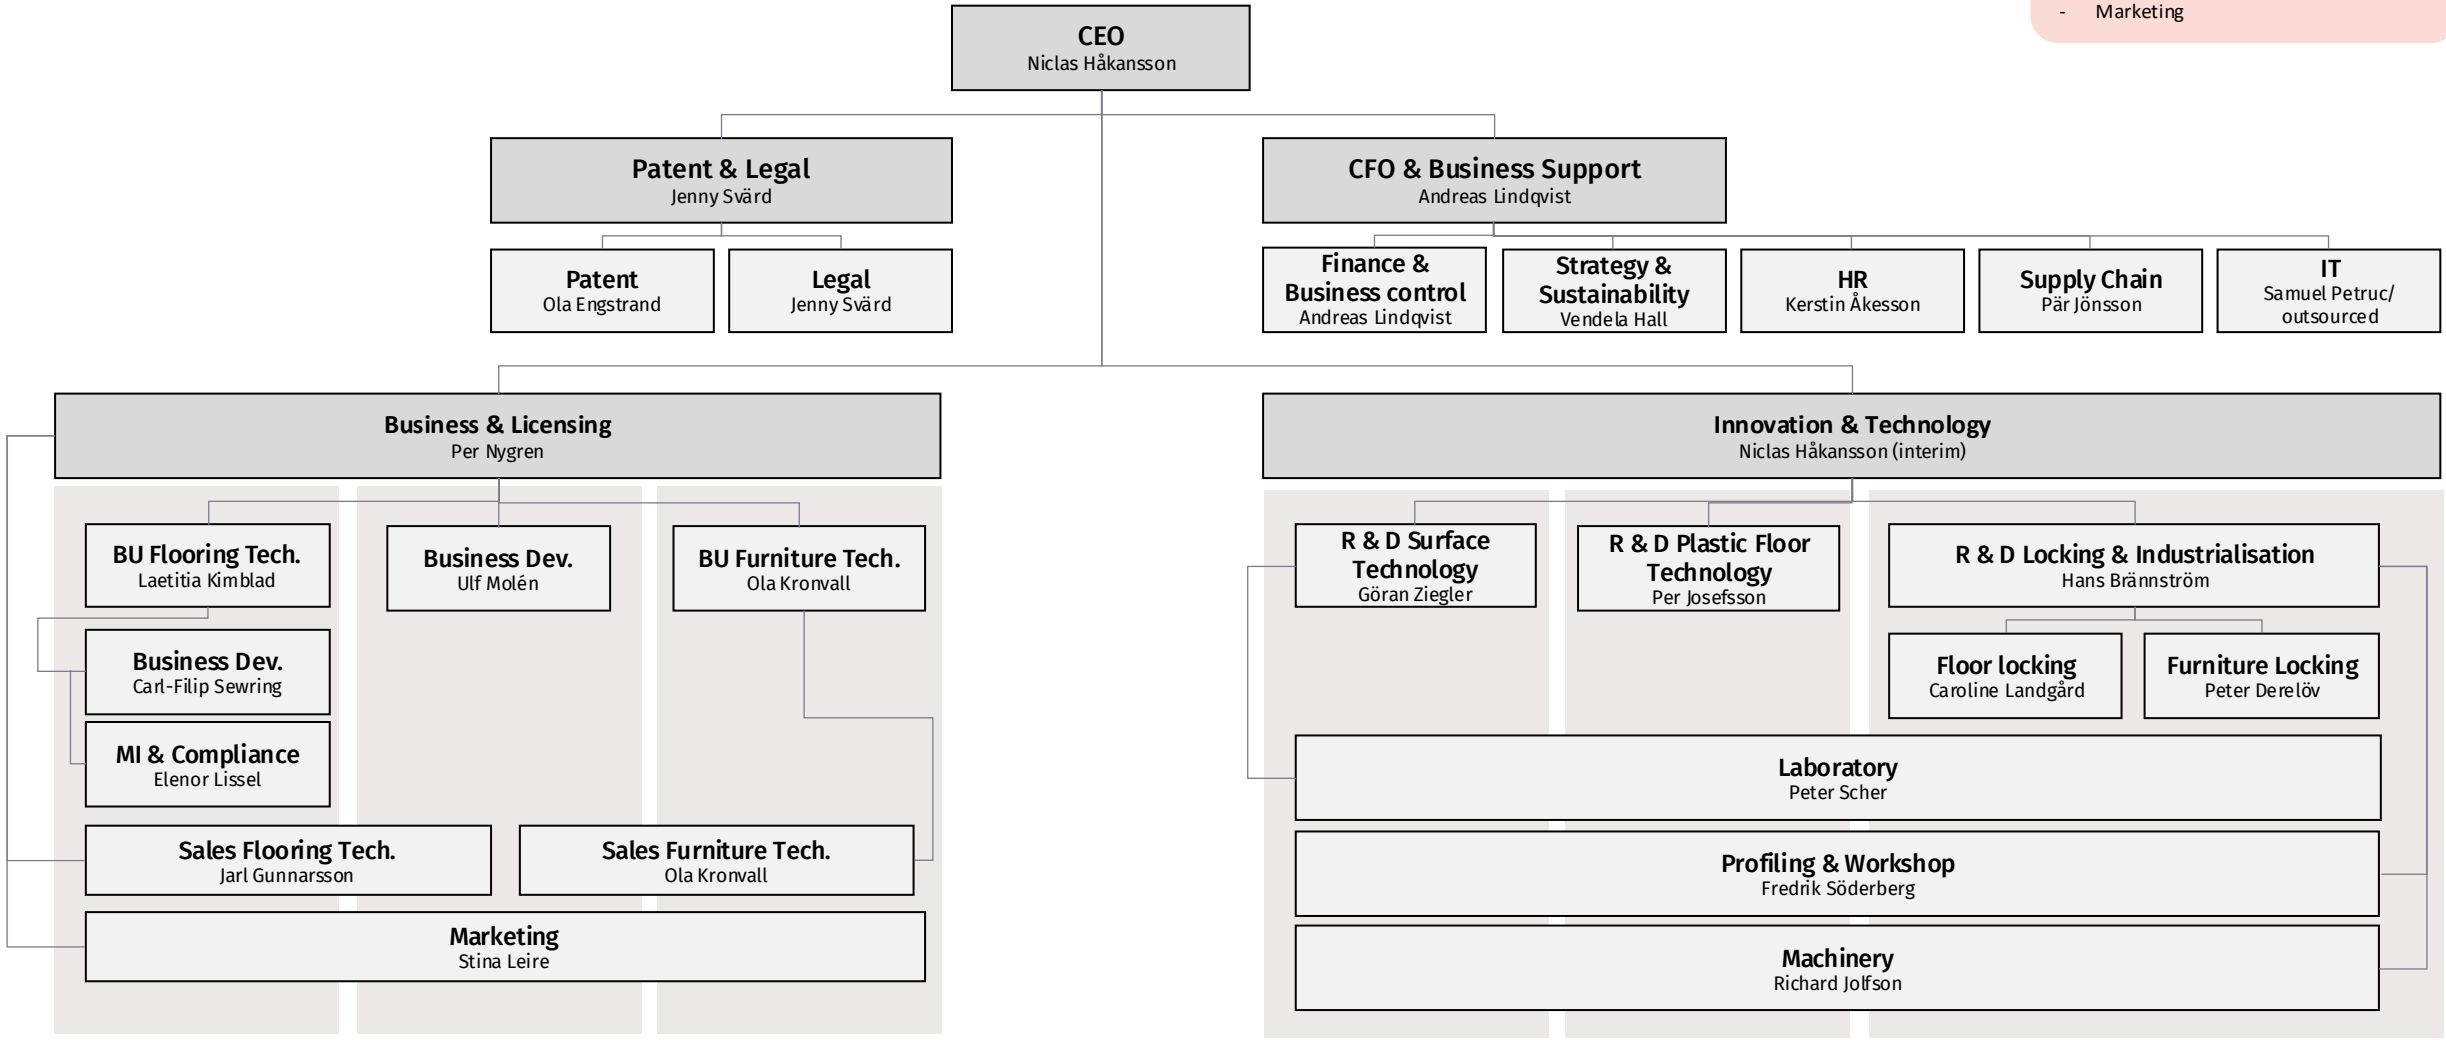 - Marketing
CEO
Niclas Håkansson
Patent & Legal
Jenny Svärd
CFO & Business Support
Andreas Lindqvist
Patent
Ola Engstrand
Legal
Jenny Svärd
Finance &
Business control
Andreas Lindqvist
Strategy &
Sustainability
Vendela Hall
HR
Kerstin Åkesson
Supply Chain
Pär Jönsson
IT
Samuel Petruc/
outsourced
Business & Licensing
Per Nygren
Innovation & Technology
Niclas Håkansson (interim)
BU Flooring Tech.
Laetitia Kimblad
Business Dev.
Ulf Molén
BU Furniture Tech.
Ola Kronvall
Business Dev.
Carl-Filip Sewring
MI & Compliance
Elenor Lissel
Sales Flooring Tech.
Jarl Gunnarsson
Sales Furniture Tech.
Ola Kronvall
Marketing
Stina Leire
R & D Surface
Technology
Göran Ziegler
R & D Plastic Floor
Technology
Per Josefsson
R & D Locking & Industrialisation
Hans Brännström
Floor locking
Caroline Landgård
Furniture Locking
Peter Derelöv
Laboratory
Peter Scher
Profiling & Workshop
Fredrik Söderberg
Machinery
Richard Jolfson